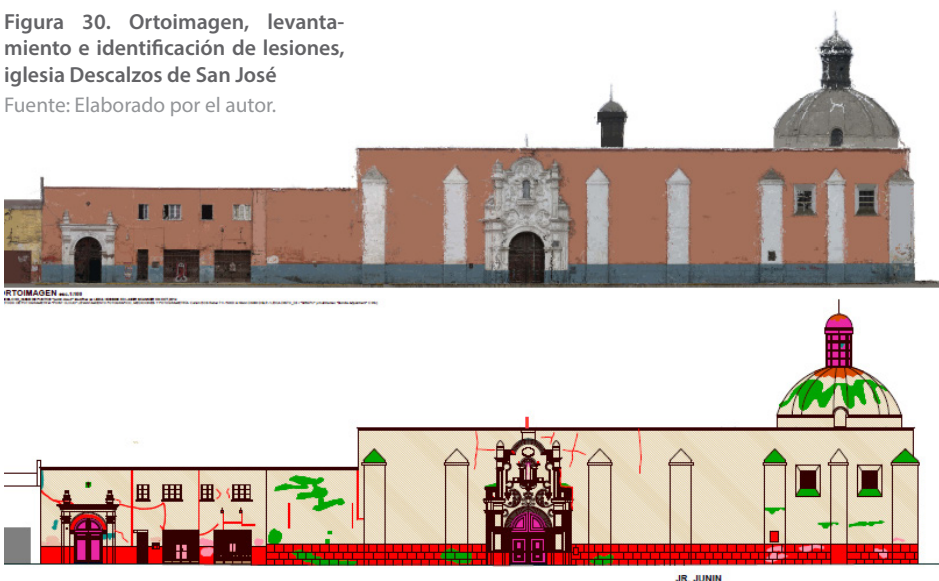 Figura 30. Ortoimagen, levanta-
miento e identificación de lesiones,
iglesia Descalzos de San José
Fuente: Elaborado por el autor.
ORTOIMAGEN
JR. JUNIN